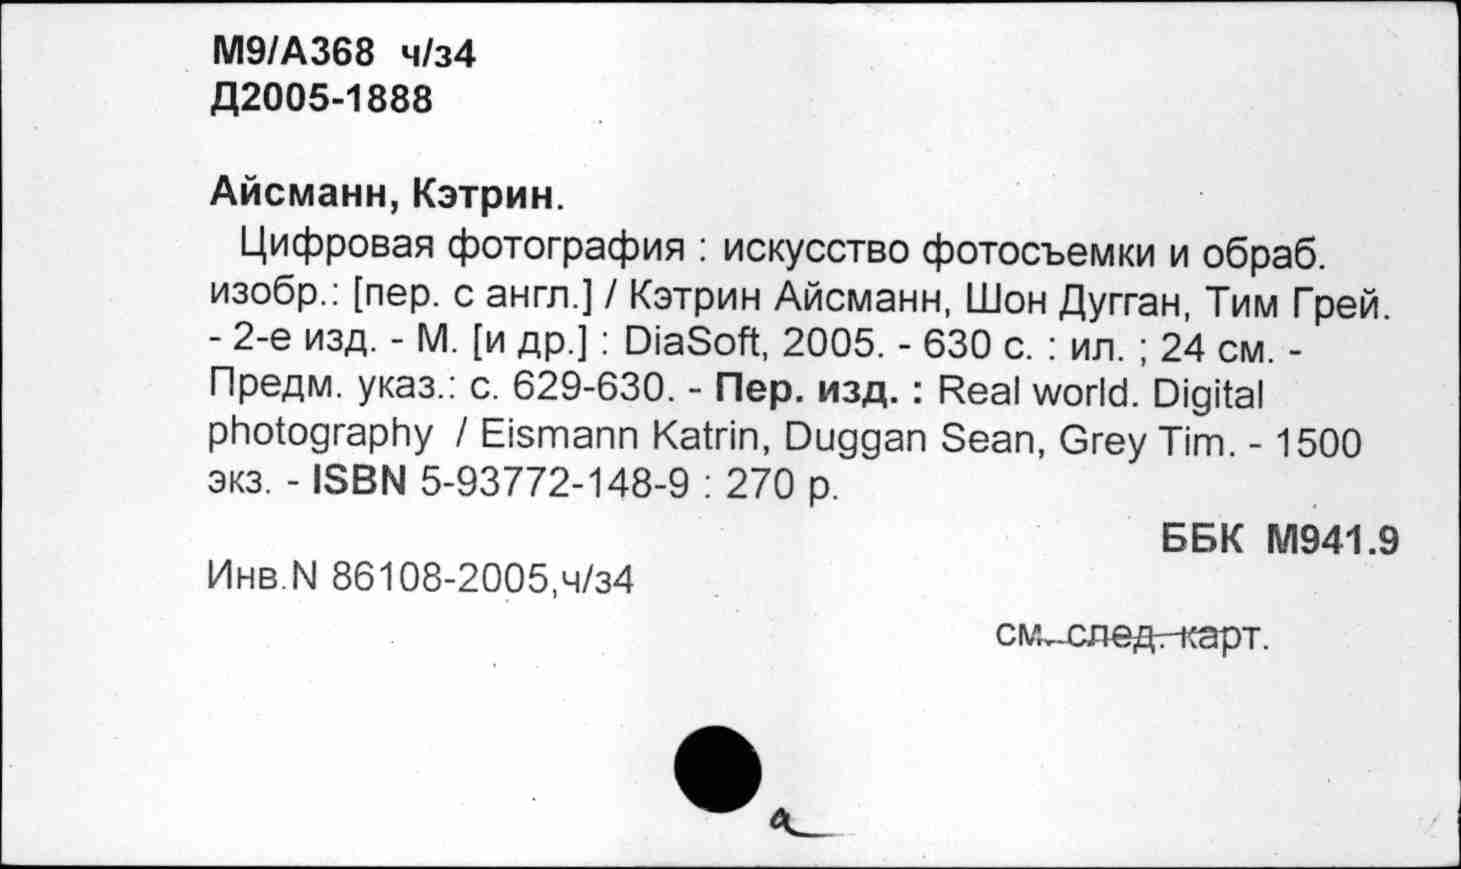 М9/А368 ч/з4
Д2005-1888
Айсманн, Кэтрин.
Цифровая фотография : искусство фотосъемки и обраб.
изобр.: [пер. с англ.] / Кэтрин Айсманн, Шон Дугган, Тим Грей.
- 2-е изд. - М. [и др.] : DiaSoft, 2005. - 630 с. : ил. ; 24 см. -
Предм. указ.: с. 629-630. - Пер. изд. : Real world. Digital
photography / Eismann Katrin, Duggan Sean, Grey Tim. - 1500
экз. - ISBN 5-93772-148-9 : 270 р.
ББК М941.9
Инв.N 86108-2005,ч/з4
см. след. карт.